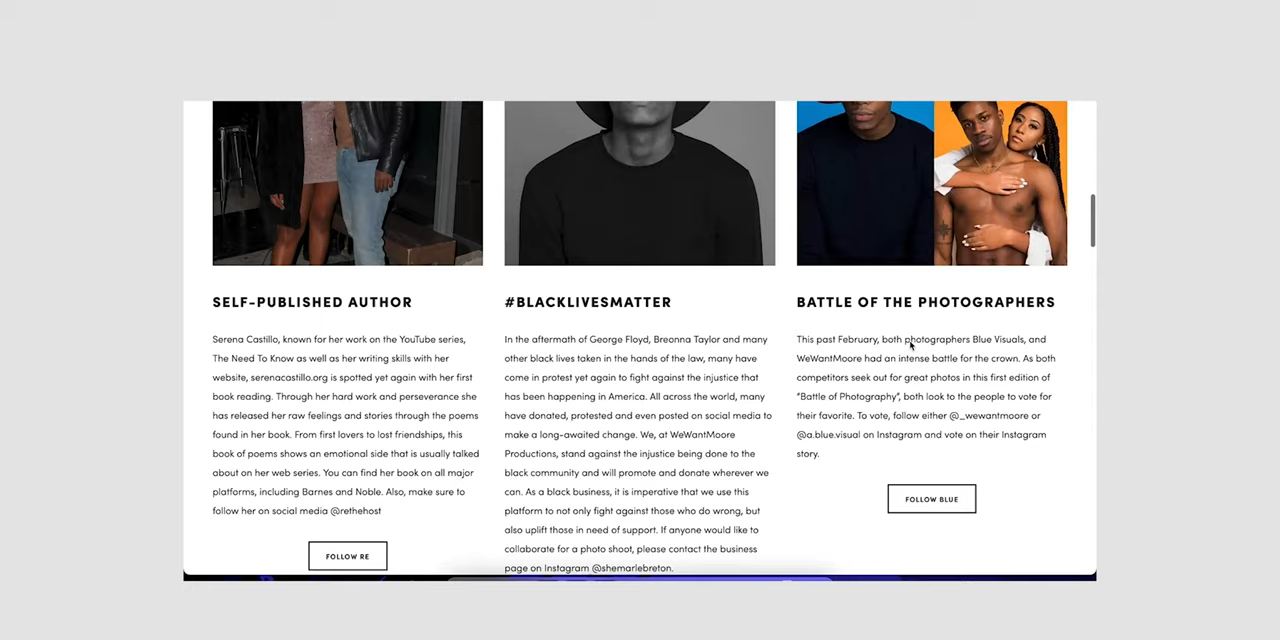 SELF-PUBLISHED AUTHOR
Serena Castillo, known for her work on the YouTube series,
The Need To Know as well as her writing skills with her
website, serenacastillo.org is spotted yet again with her first
book reading. Through her hard work and perseverance she
has released her raw feelings and stories through the poems
found in her book. From first lovers to lost friendships, this
book of poems shows an emotional side that is usually talked
about on her web series. You can find her book on all major
platforms, including Barnes and Noble. Also, make sure to
follow her on social media @rethehost
FOLLOW RE
#BLACKLIVESMATTER
In the aftermath of George Floyd, Breonna Taylor and many
other black lives taken in the hands of the law, many have
come in protest yet again to fight against the injustice that
has been happening in America. All across the world, many
have donated, protested and even posted on social media to
make a long-awaited change. We, at WeWantMoore
Productions, stand against the injustice being done to the
black community and will promote and donate wherever we
can. As a black business, it is imperative that we use this
platform to not only fight against those who do wrong, but
also uplift those in need of support. If anyone would like to
collaborate for a photo shoot, please contact the business
page on Instagram @shemarlebreton.
BATTLE OF THE PHOTOGRAPHERS
This past February, both photographers Blue Visuals, and
WeWantMoore had an intense battle for the crown. As both
competitors seek out for great photos in this first edition of
"Battle of Photography", both look to the people to vote for
their favorite. To vote, follow either @_wewantmoore or
@a.blue.visual on Instagram and vote on their Instagram
story.
FOLLOW BLUE